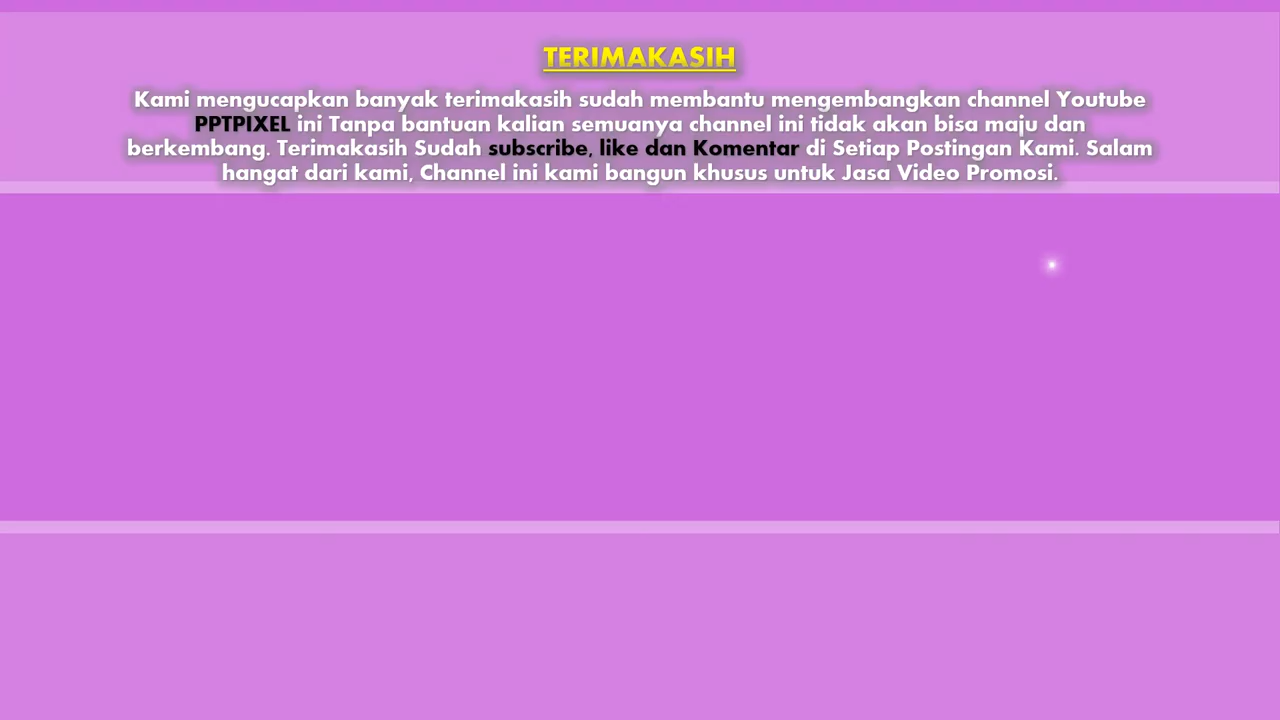 TERIMAKASIH
Kami mengucapkan banyak terimakasih sudah membantu mengembangkan channel Youtube
PPTPIXEL ini Tanpa bantuan kalian semuanya channel ini tidak akan bisa maju dan
berkembang. Terimakasih Sudah subscribe, like dan Komentar di Setiap Postingan Kami. Salam
hangat dari kami, Channel ini kami bangun khusus untuk Jasa Video Promosi.